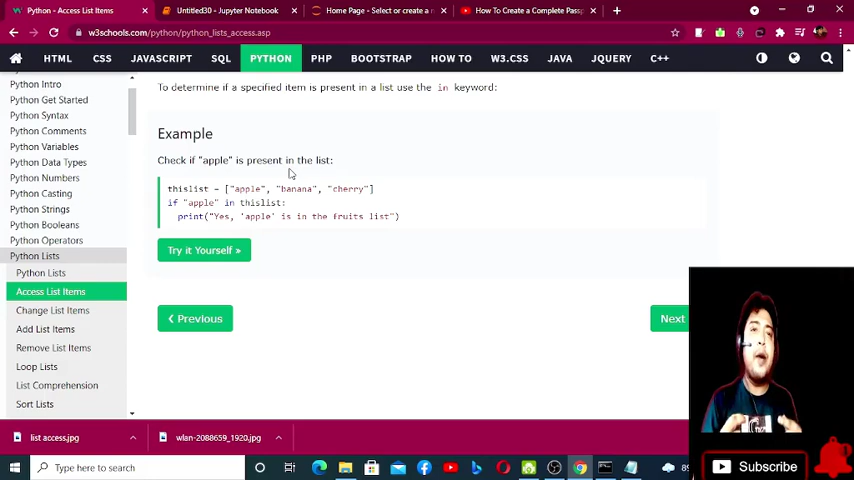 Python - Access List Items
Untitled30 - Jupyter Notebook
Home Page - Select or create a n
How To Create a Complete Passp
w3schools.com/python/python_lists_access.asp
HTML CSS JAVASCRIPT SQL PYTHON PHP BOOTSTRAP HOW TO W3.CSS JAVA JQUERY C++
Python Intro
Python Get Started
Python Syntax
Python Comments
Python Variables
Python Data Types
Python Numbers
Python Casting
Python Strings
Python Booleans
Python Operators
Python Lists
Python Lists
Access List Items
Change List Items
Add List Items
Remove List Items
Loop Lists
List Comprehension
Sort Lists
To determine if a specified item is present in a list use the in keyword:
Example
Check if "apple" is present in the list:
thislist = ["apple", "banana", "cherry"]
if "apple" in thislist:
print("Yes, 'apple' is in the fruits list")
Try it Yourself »
❮ Previous
Next
list access.jpg
wlan-2088659_1920.jpg
Type here to search
Subscribe